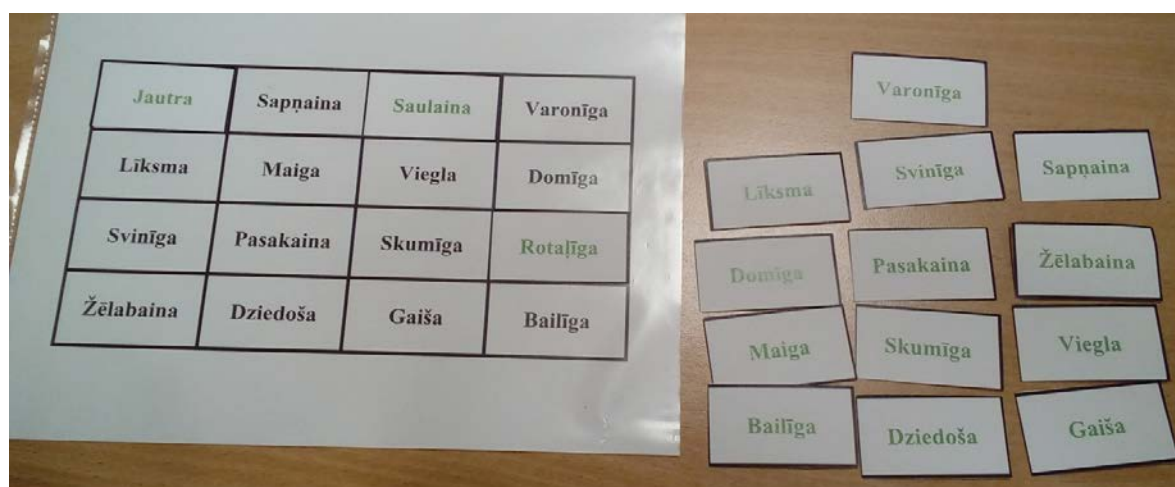 Jautra Sapņaina Saulaina Varonīga
Līksma Maiga Viegla Domīga
Svinīga Pasakaina Skumīga Rotaļīga
Žēlabaina Dziedoša Gaiša Bailīga
Varonīga
Līksma Svinīga Sapņaina
Domīga Pasakaina Žēlabaina
Maiga Skumīga Viegla
Bailīga Dziedoša Gaiša